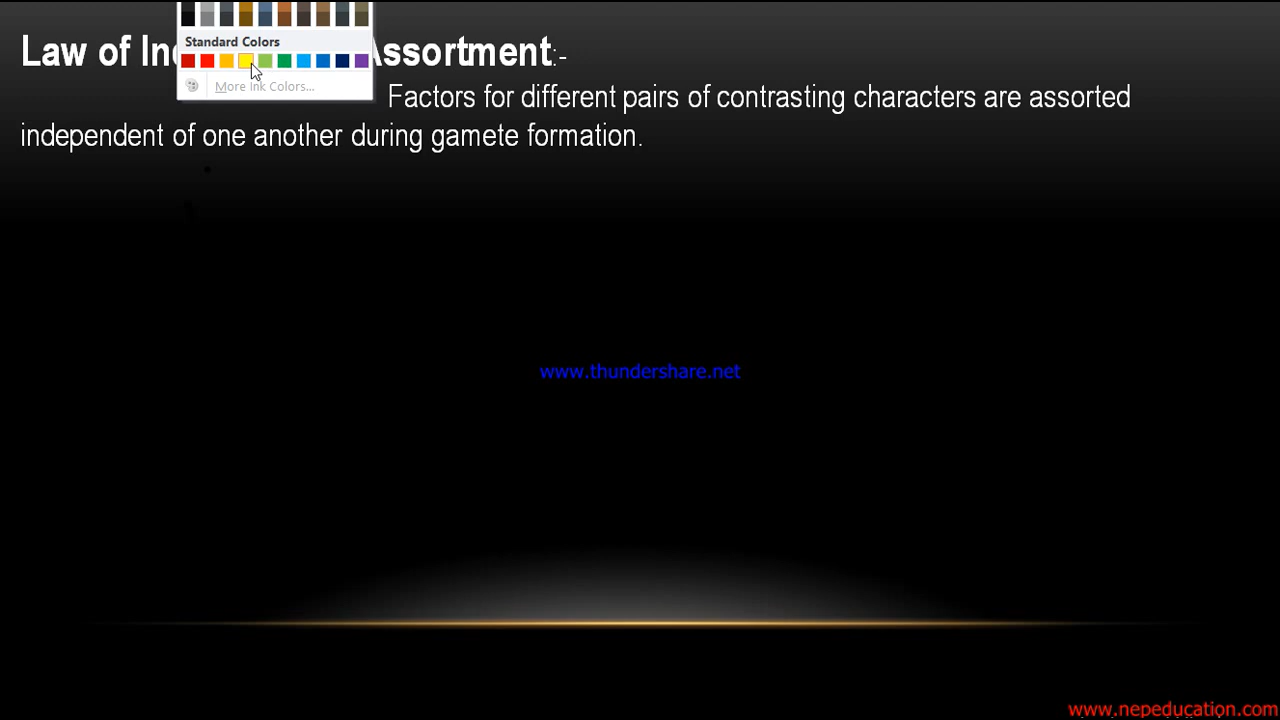 Standard Colors
Law of In Assortment:-
More Ink Colors...
Factors for different pairs of contrasting characters are assorted
independent of one another during gamete formation.
www.thundershare.net
www.nepeducation.com